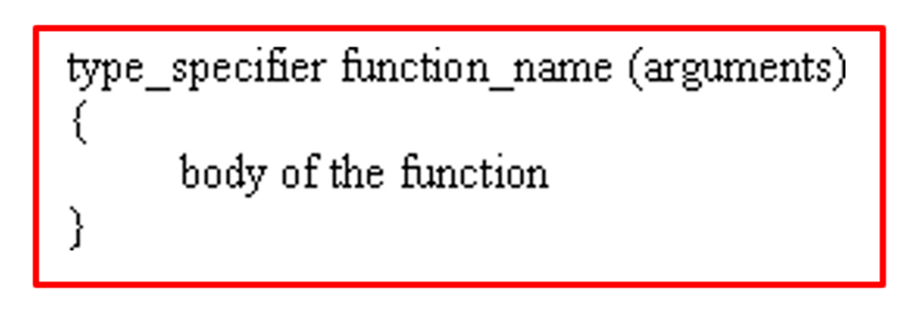 type_specifier function_name (arguments)
{
body of the function
}